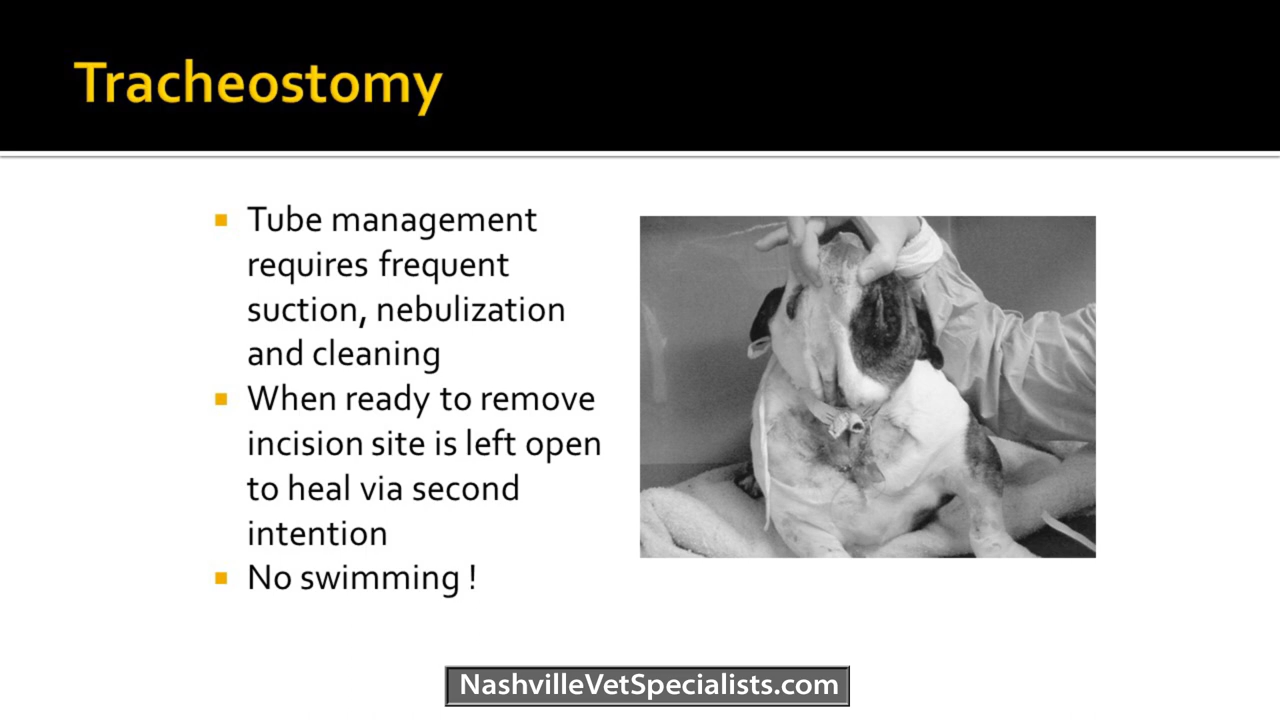 Tracheostomy
Tube management
requires frequent
suction, nebulization
and cleaning
When ready to remove
incision site is left open
to heal via second
intention
No swimming !
NashvilleVetSpecialists.com